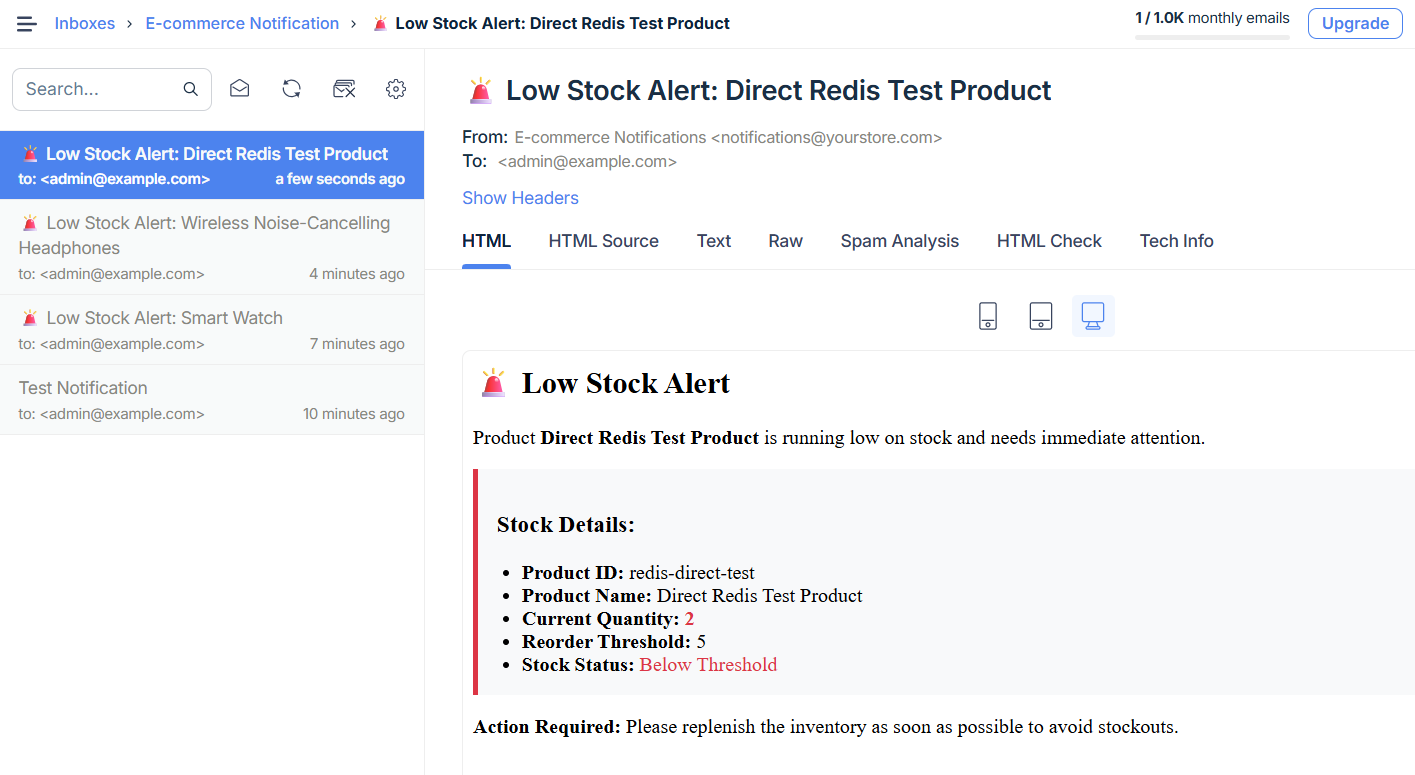 Inboxes › E-commerce Notification › 🚨 Low Stock Alert: Direct Redis Test Product
1 / 1.0K monthly emails
Upgrade
Search...
🚨 Low Stock Alert: Direct Redis Test Product
to: <admin@example.com> a few seconds ago
🚨 Low Stock Alert: Wireless Noise-Cancelling
Headphones
to: <admin@example.com> 4 minutes ago
🚨 Low Stock Alert: Smart Watch
to: <admin@example.com> 7 minutes ago
Test Notification
to: <admin@example.com> 10 minutes ago
🚨 Low Stock Alert: Direct Redis Test Product
From: E-commerce Notifications <notifications@yourstore.com>
To: <admin@example.com>
Show Headers
HTML HTML Source Text Raw Spam Analysis HTML Check Tech Info
🚨 Low Stock Alert
Product Direct Redis Test Product is running low on stock and needs immediate attention.
Stock Details:
• Product ID: redis-direct-test
• Product Name: Direct Redis Test Product
• Current Quantity: 2
• Reorder Threshold: 5
• Stock Status: Below Threshold
Action Required: Please replenish the inventory as soon as possible to avoid stockouts.